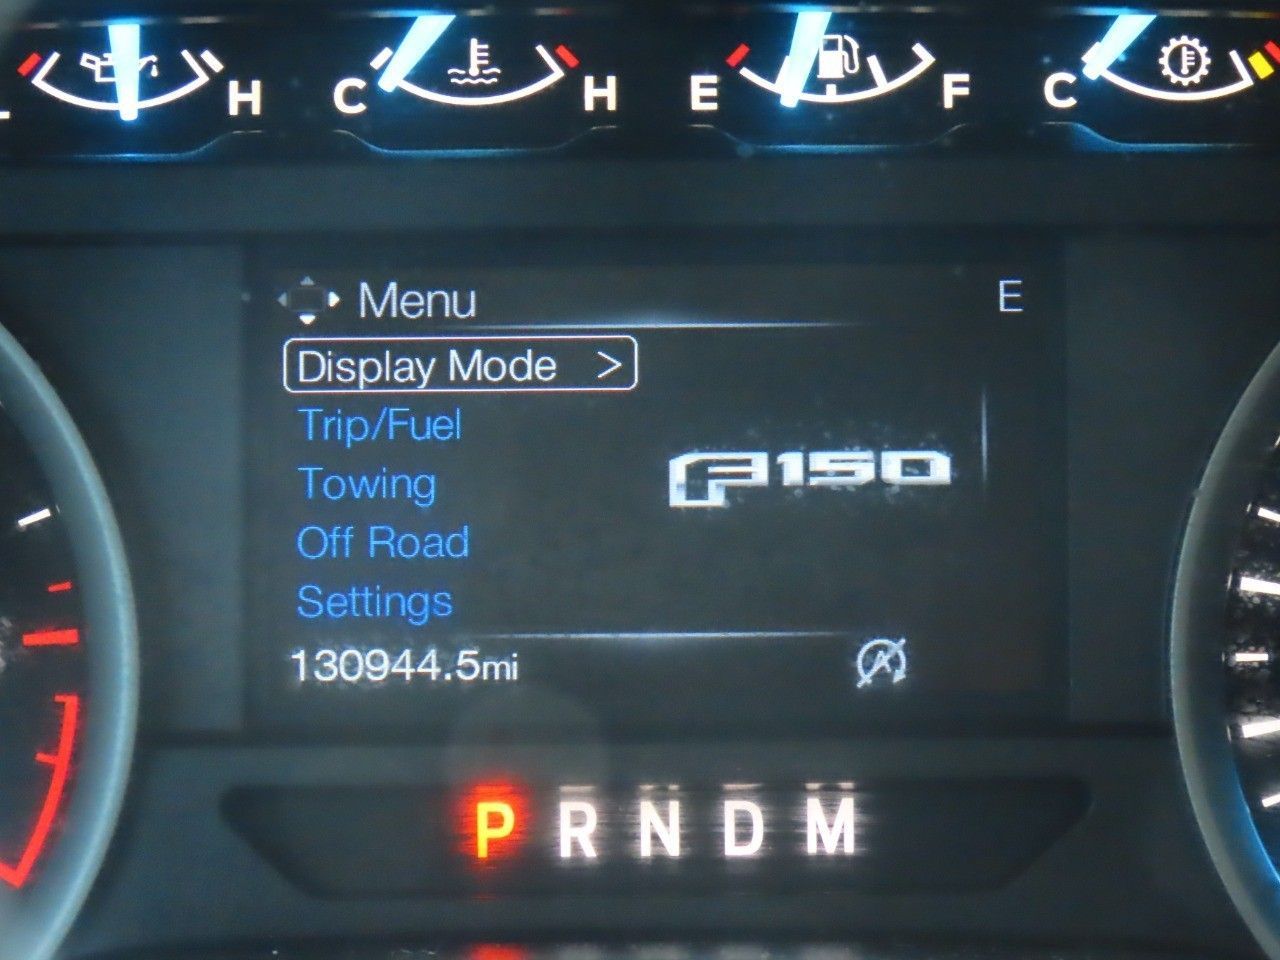 H C H E F C
Menu E
Display Mode >
Trip/Fuel
Towing
F150
Off Road
Settings
130944.5mi
P R N D M